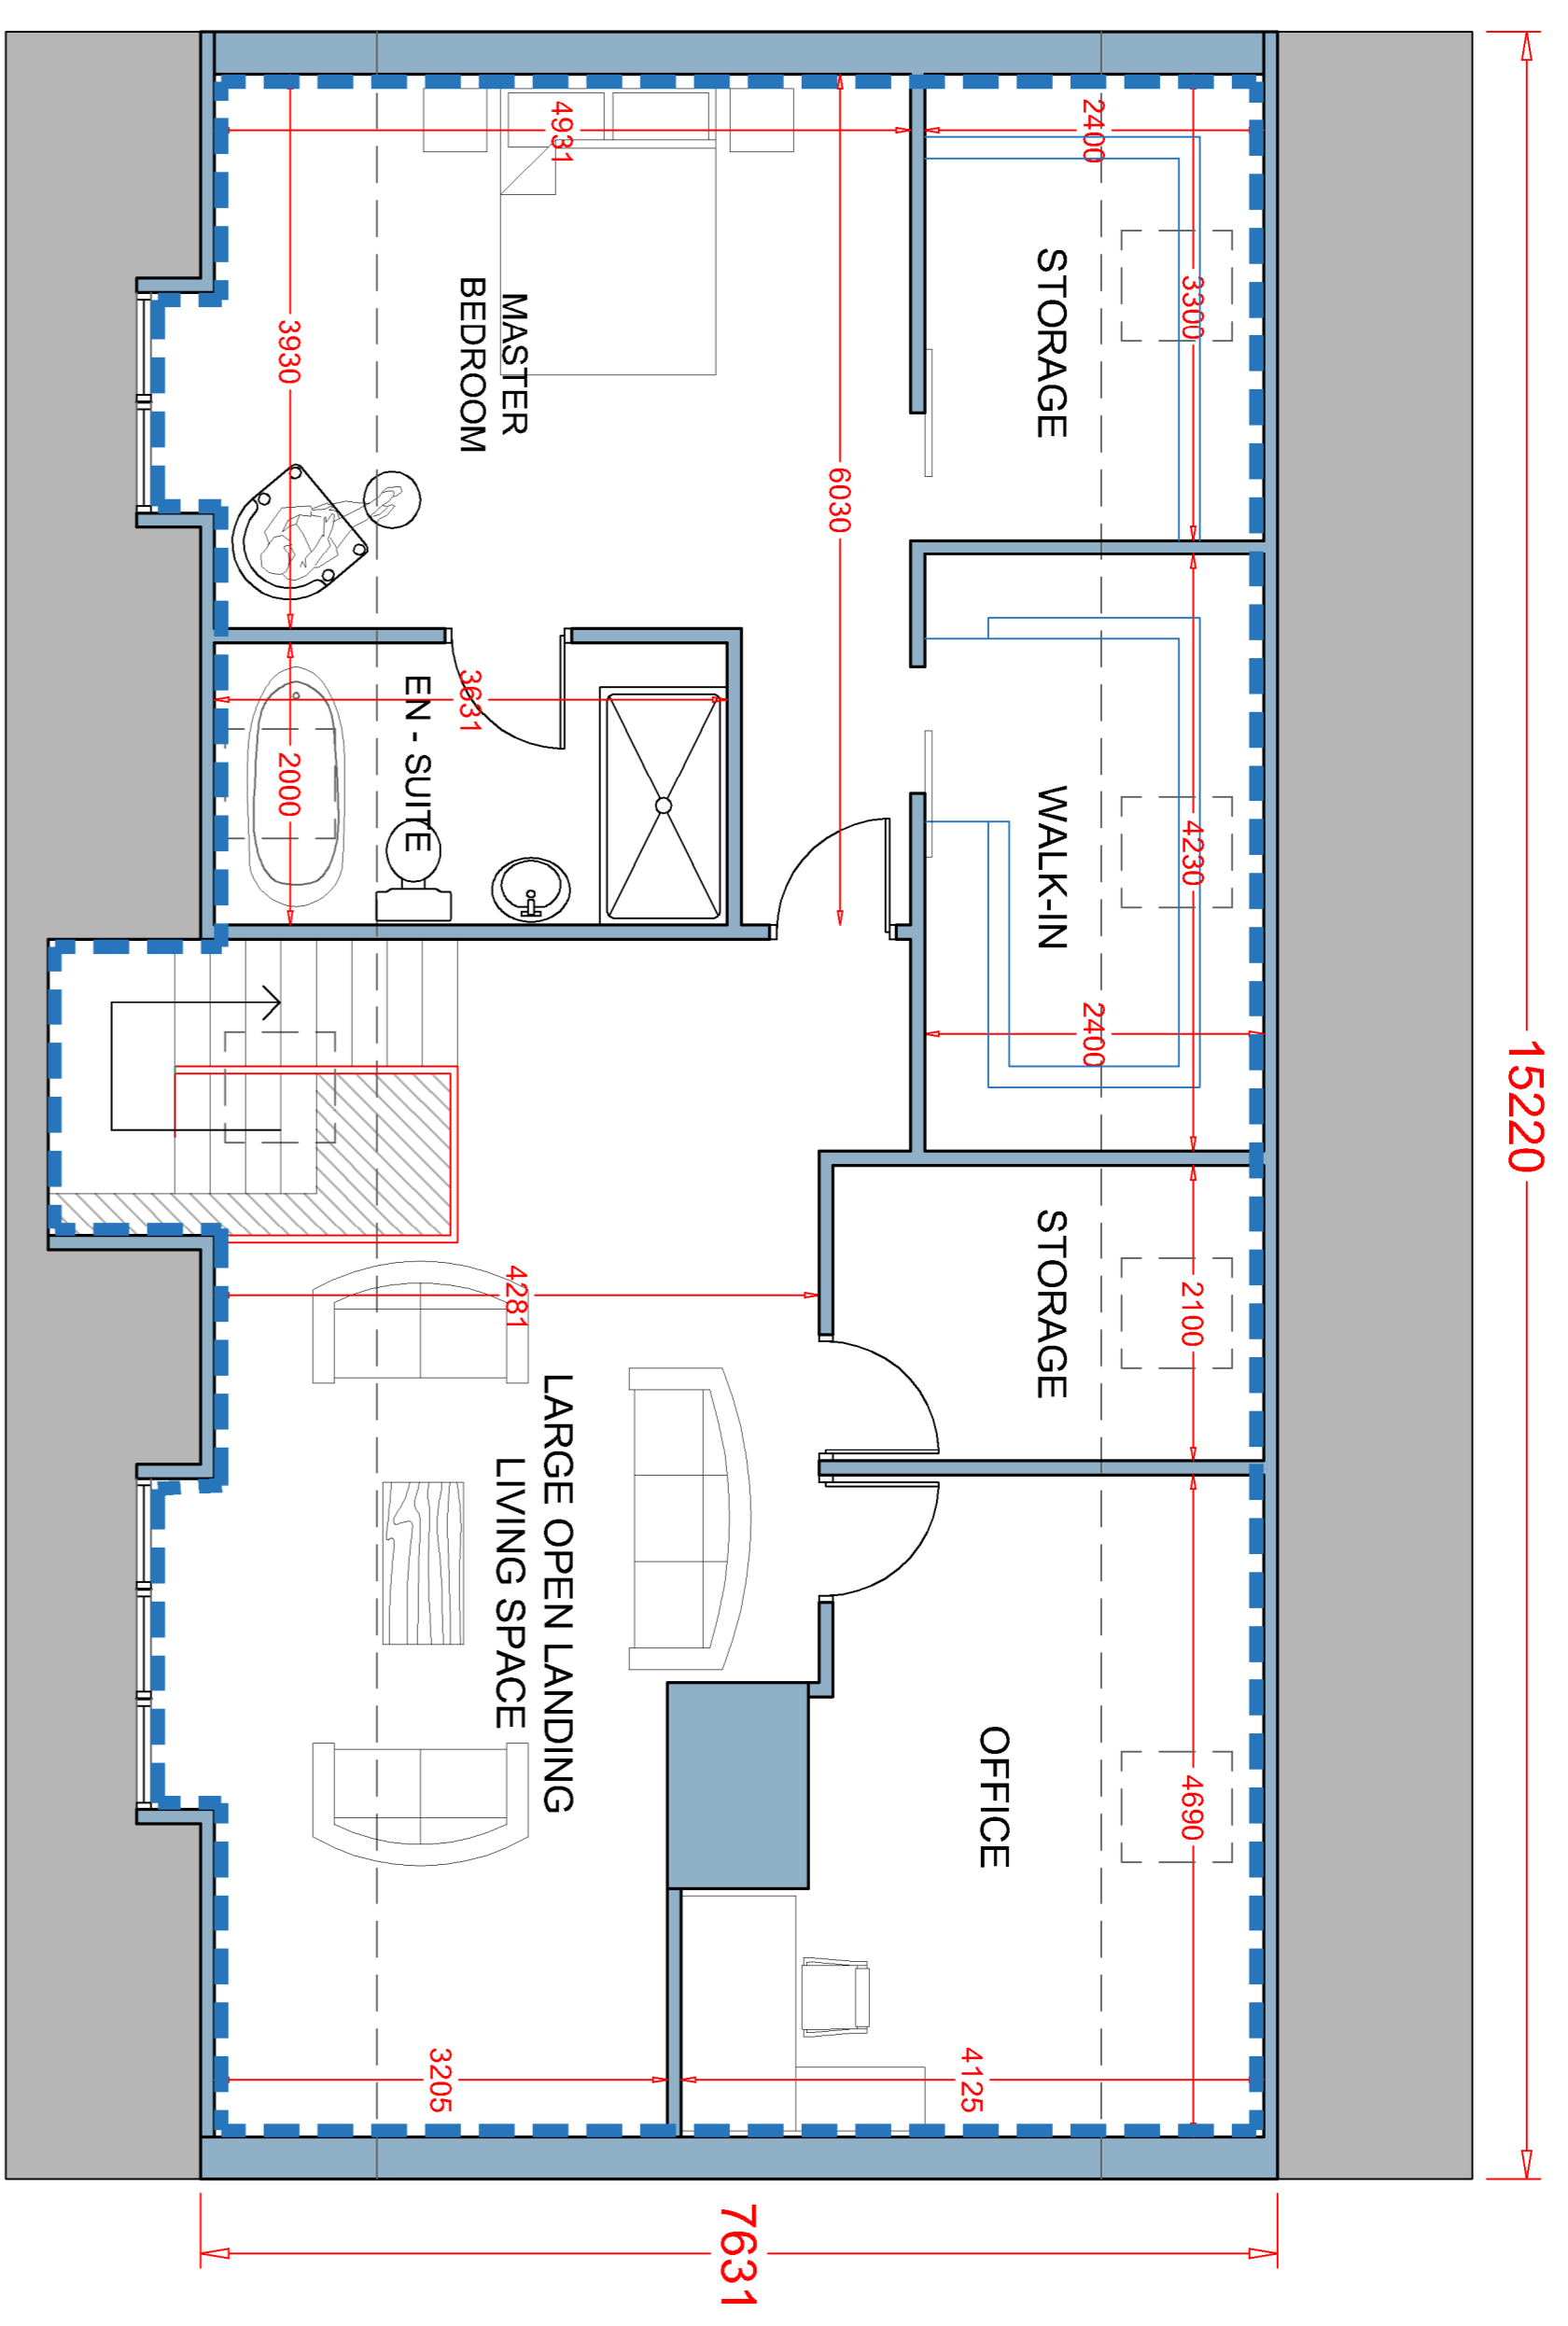 15220
7631
2400
3300
STORAGE
4230
2400
WALK-IN
2100
STORAGE
4690
OFFICE
4125
4931
6030
MASTER
BEDROOM
3930
3631
EN - SUITE
2000
4281
LARGE OPEN LANDING
LIVING SPACE
3205